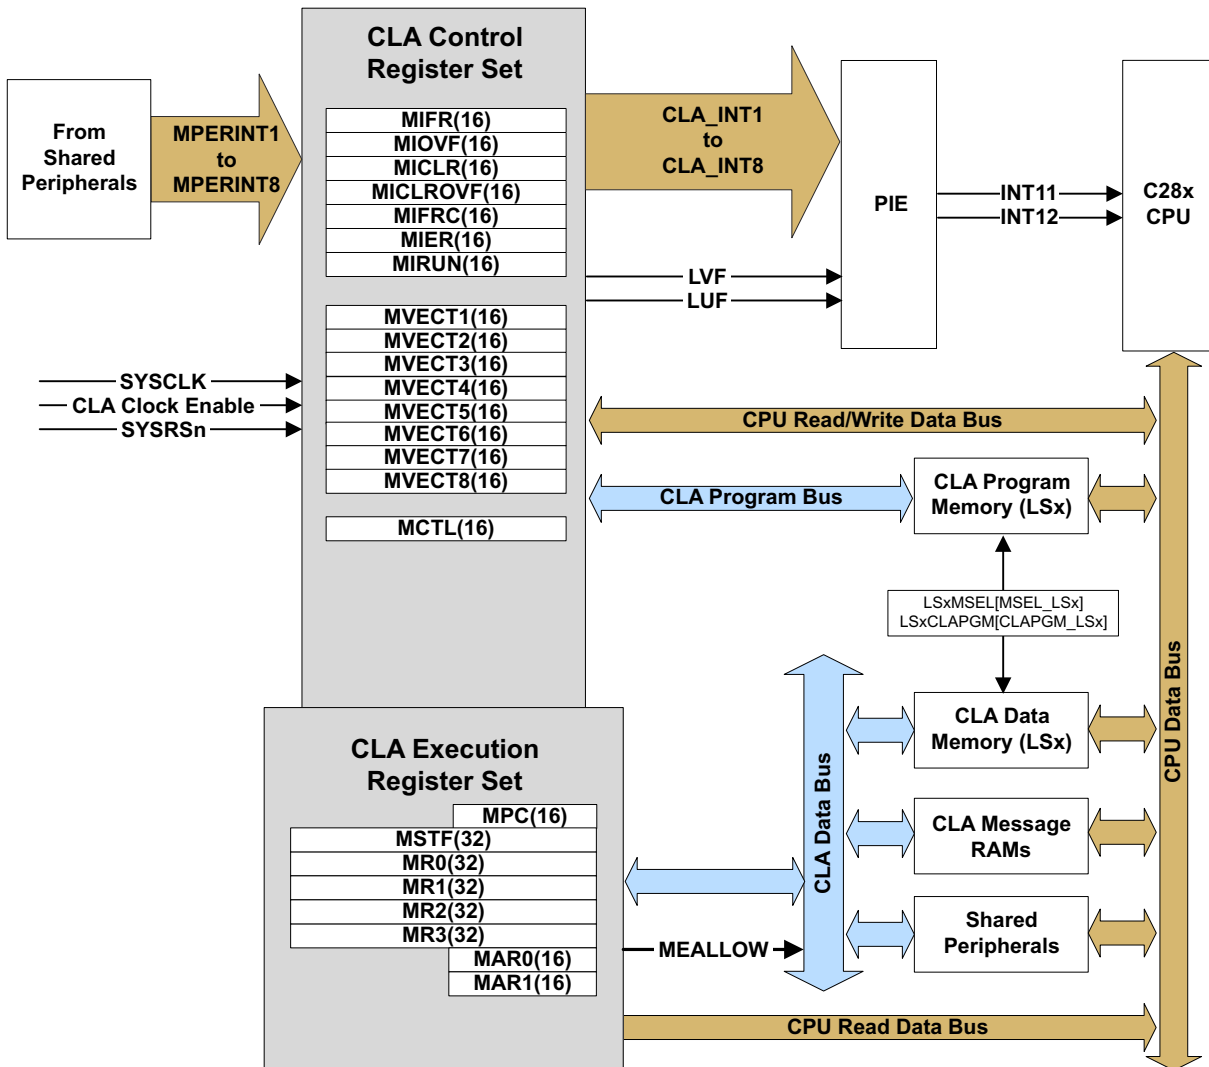 CLA Control
Register Set
From
Shared
Peripherals
MPERINT1
to
MPERINT8
MIFR(16)
MIOVF(16)
MICLR(16)
MICLROVF(16)
MIFRC(16)
MIER(16)
MIRUN(16)
CLA_INT1
to
CLA_INT8
PIE
INT11
INT12
C28x
CPU
LVF
LUF
MVECT1(16)
MVECT2(16)
MVECT3(16)
MVECT4(16)
MVECT5(16)
MVECT6(16)
MVECT7(16)
MVECT8(16)
SYSCLK
CLA Clock Enable
SYSRSn
CPU Read/Write Data Bus
CLA Program Bus
CLA Program
Memory (LSx)
MCTL(16)
LSxMSEL[MSEL_LSx]
LSxCLAPGM[CLAPGM_LSx]
CPU Data Bus
CLA Data Bus
CLA Data
Memory (LSx)
CLA Message
RAMs
Shared
Peripherals
CLA Execution
Register Set
MPC(16)
MSTF(32)
MR0(32)
MR1(32)
MR2(32)
MR3(32)
MAR0(16)
MAR1(16)
MEALLOW
CPU Read Data Bus